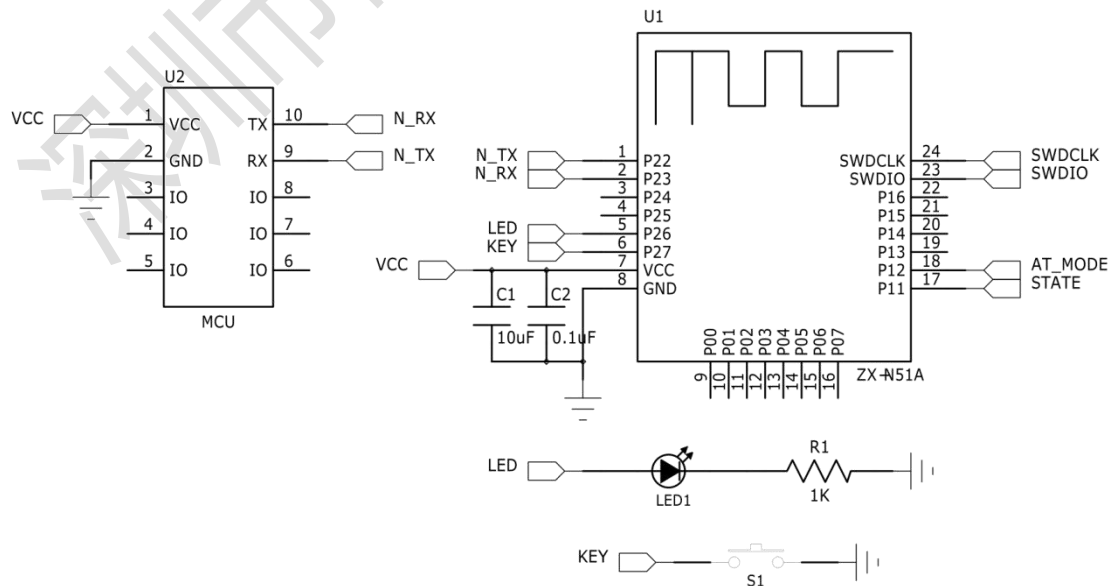 深圳市
U1
U2
VCC
1
VCC
TX
10
N_RX
2
GND
RX
9
N_TX
3
IO
IO
8
4
IO
IO
7
5
IO
IO
6
MCU
N_TX
1
P22
SWDCLK
24
SWDCLK
N_RX
2
P23
SWDIO
23
SWDIO
3
P24
P16
22
4
P25
P15
21
LED
5
P26
P14
20
KEY
6
P27
P13
19
VCC
7
VCC
P12
18
AT_MODE
8
GND
P11
17
STATE
C1
C2
10uF
0.1uF
P00
P01
P02
P03
P04
P05
P06
P07
9
10
11
12
13
14
15
16
ZX-N51A
LED
LED1
R1
1K
KEY
S1